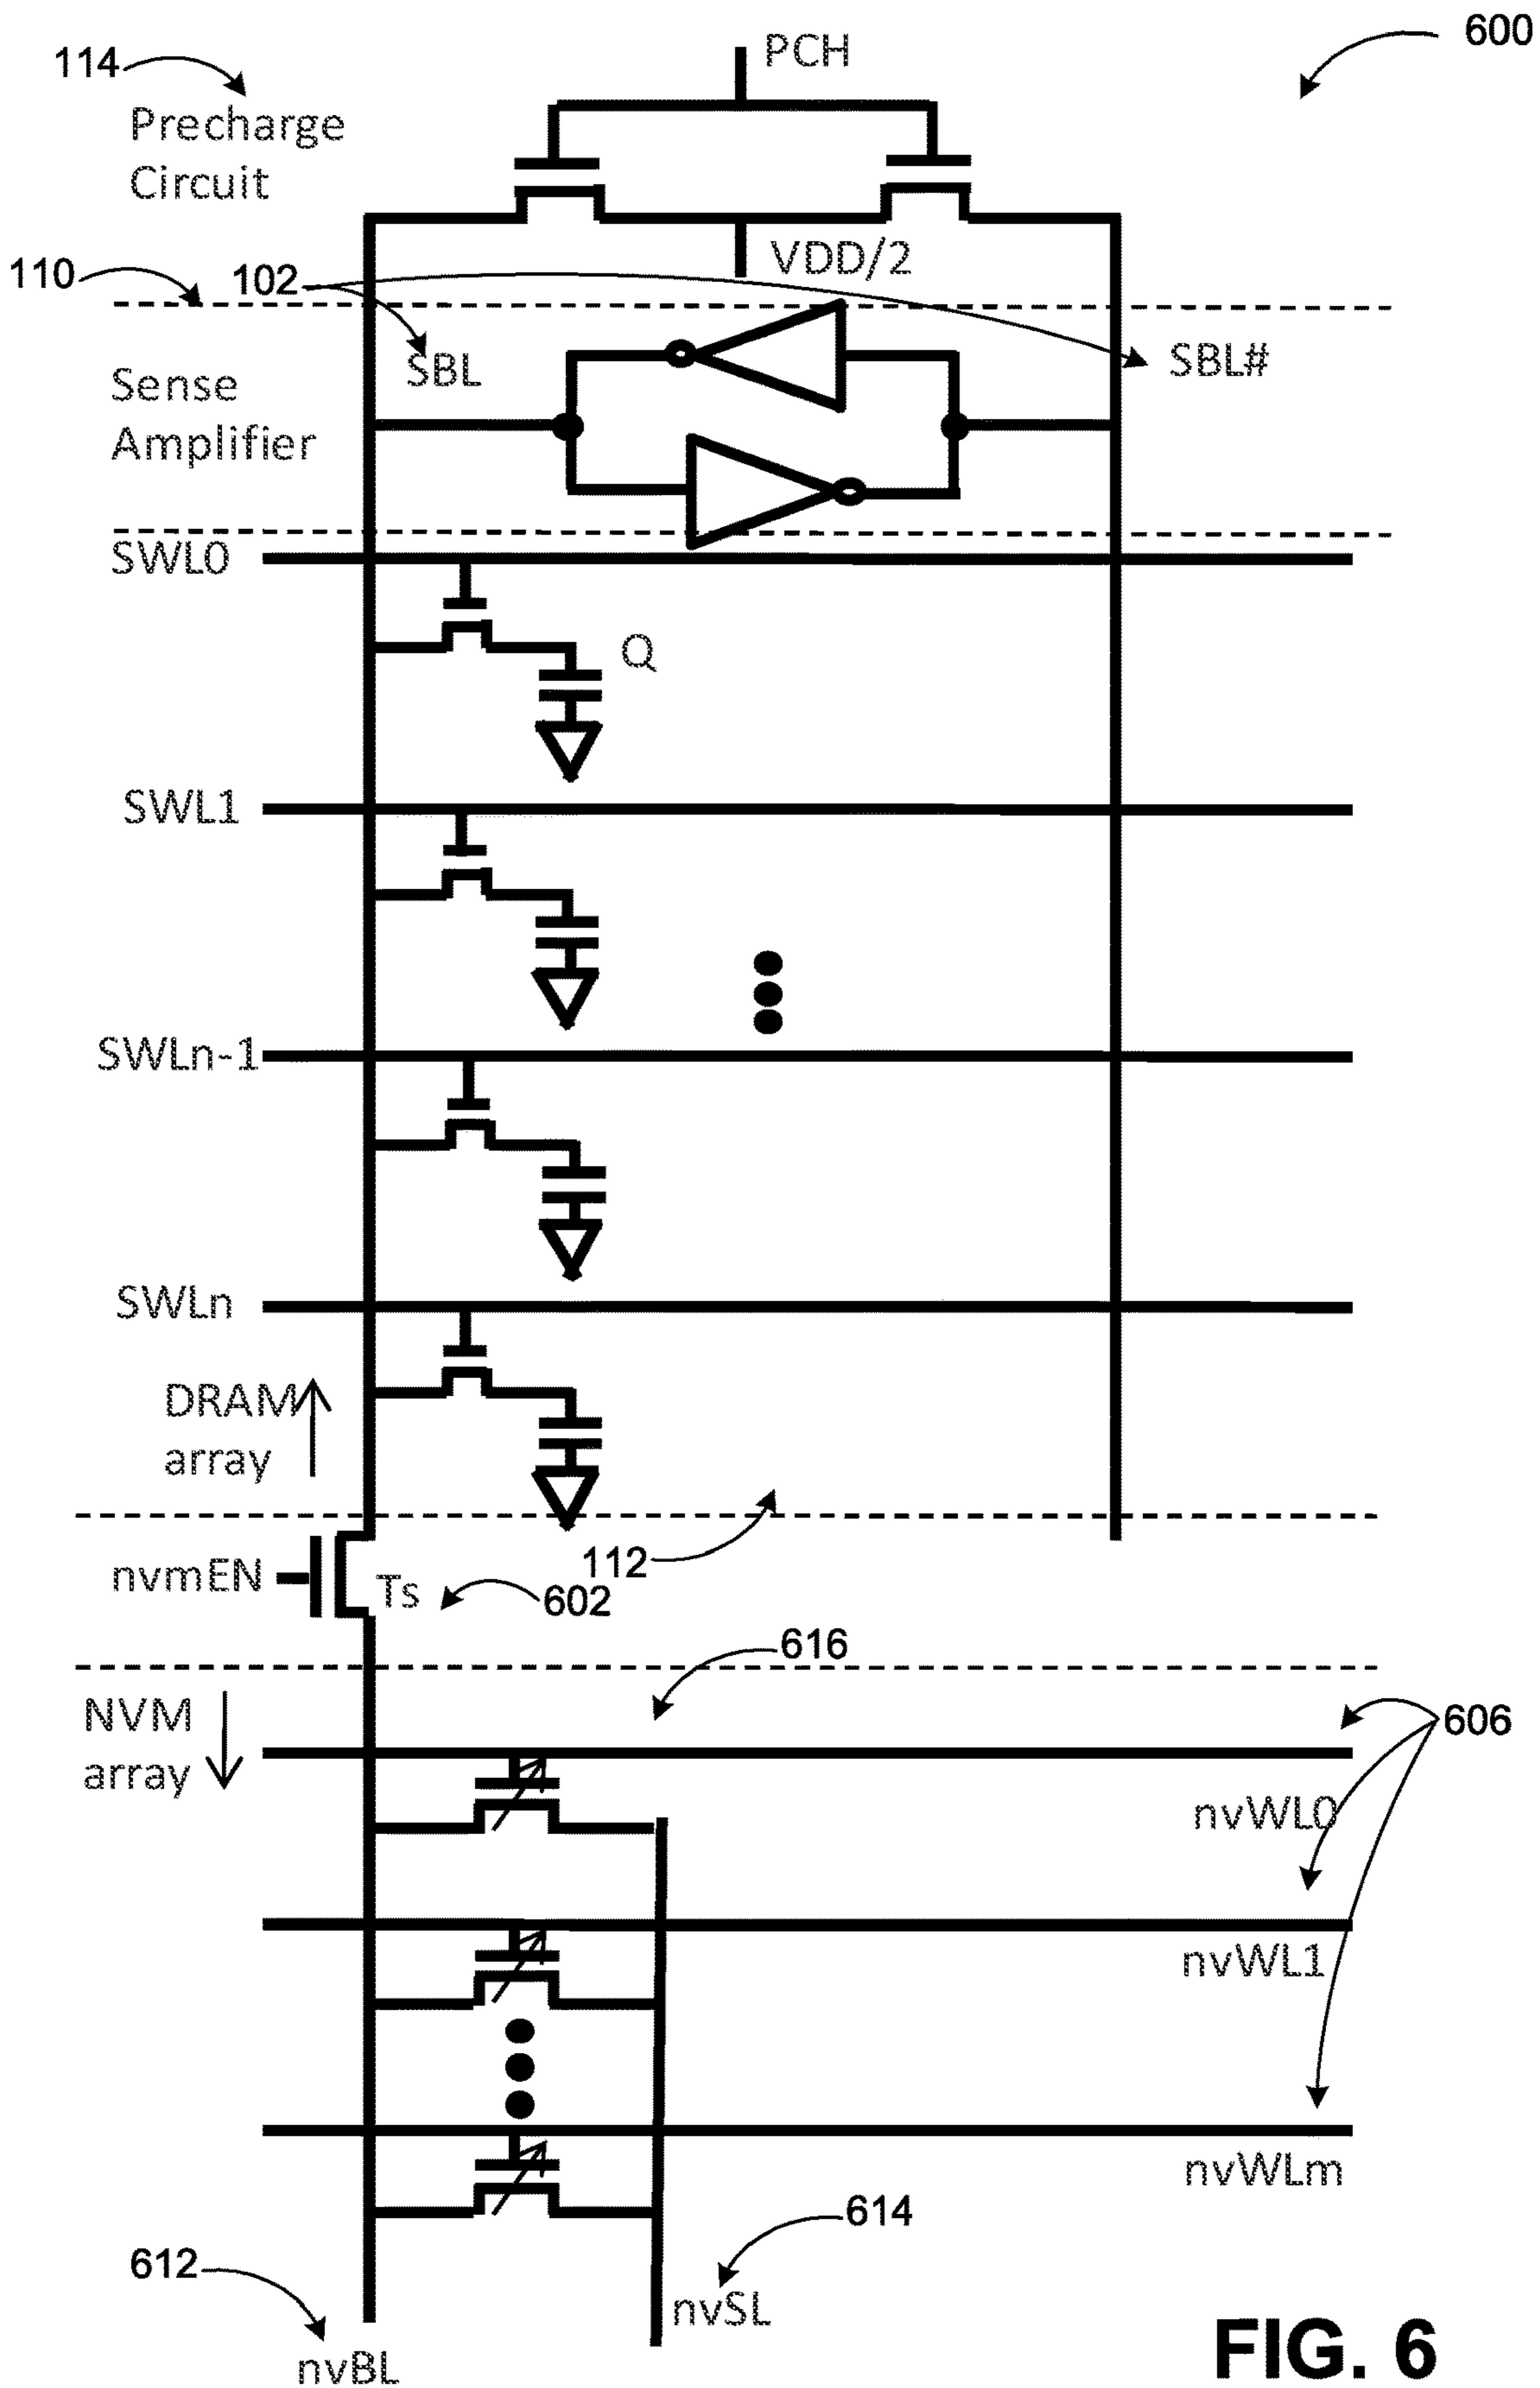 600
114
PCH
Precharge
Circuit
VDD/2
110
102
SBL
SBL#
Sense
Amplifier
SWL0
Q
SWL1
SWLn-1
SWLn
DRAM
array
112
nvmEN
Ts
602
616
NVM
array
606
nvWL0
nvWL1
nvWLm
614
612
nvSL
nvBL
FIG. 6